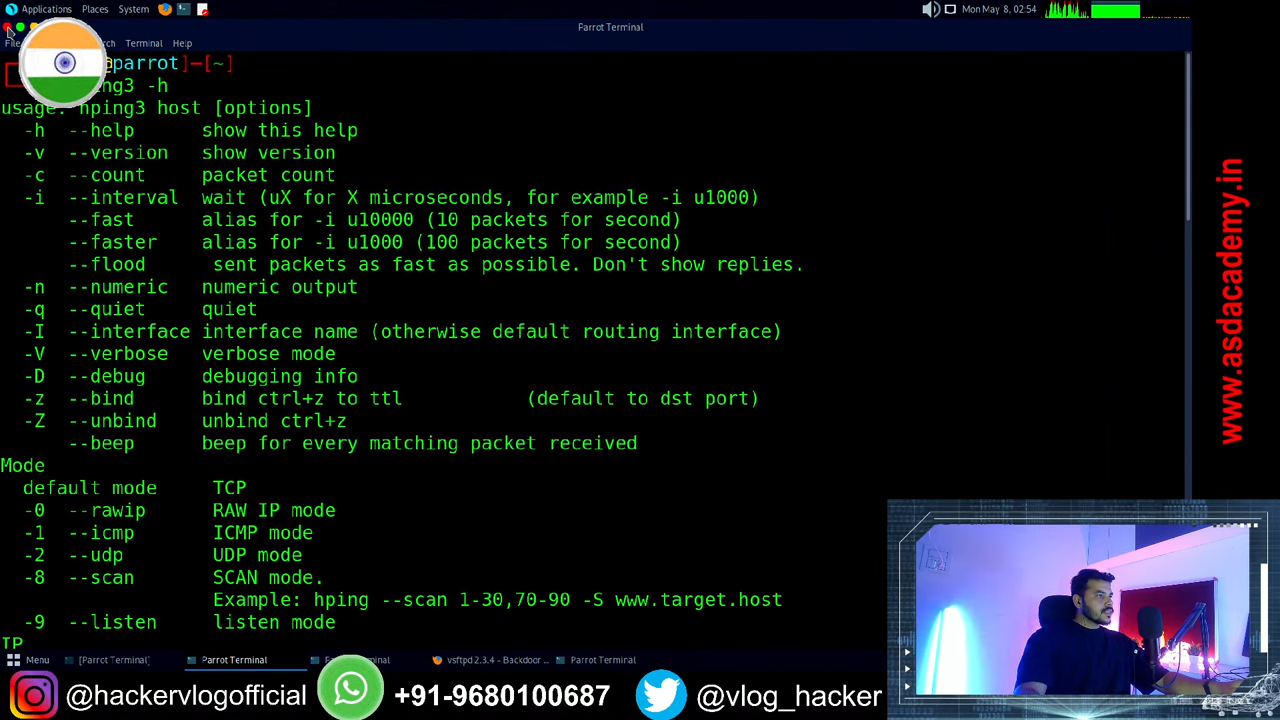 Applications Places System
Mon May 8, 02:54
Parrot Terminal
File
Terminal Help
parrot]─[~]
ng3 -h
usage: hping3 host [options]
-h --help show this help
-v --version show version
-c --count packet count
-i --interval wait (uX for X microseconds, for example -i u1000)
--fast alias for -i u10000 (10 packets for second)
--faster alias for -i u1000 (100 packets for second)
--flood sent packets as fast as possible. Don't show replies.
-n --numeric numeric output
-q --quiet quiet
-I --interface interface name (otherwise default routing interface)
-V --verbose verbose mode
-D --debug debugging info
-z --bind bind ctrl+z to ttl (default to dst port)
-Z --unbind unbind ctrl+z
--beep beep for every matching packet received
Mode
default mode TCP
-0 --rawip RAW IP mode
-1 --icmp ICMP mode
-2 --udp UDP mode
-8 --scan SCAN mode.
Example: hping --scan 1-30,70-90 -S www.target.host
-9 --listen listen mode
IP
www.asdacademy.in
Menu [Parrot Terminal] Parrot Terminal vsftpd 2.3.4 - Backdoor ... Parrot Terminal
@hackervlogofficial +91-9680100687 @vlog_hacker